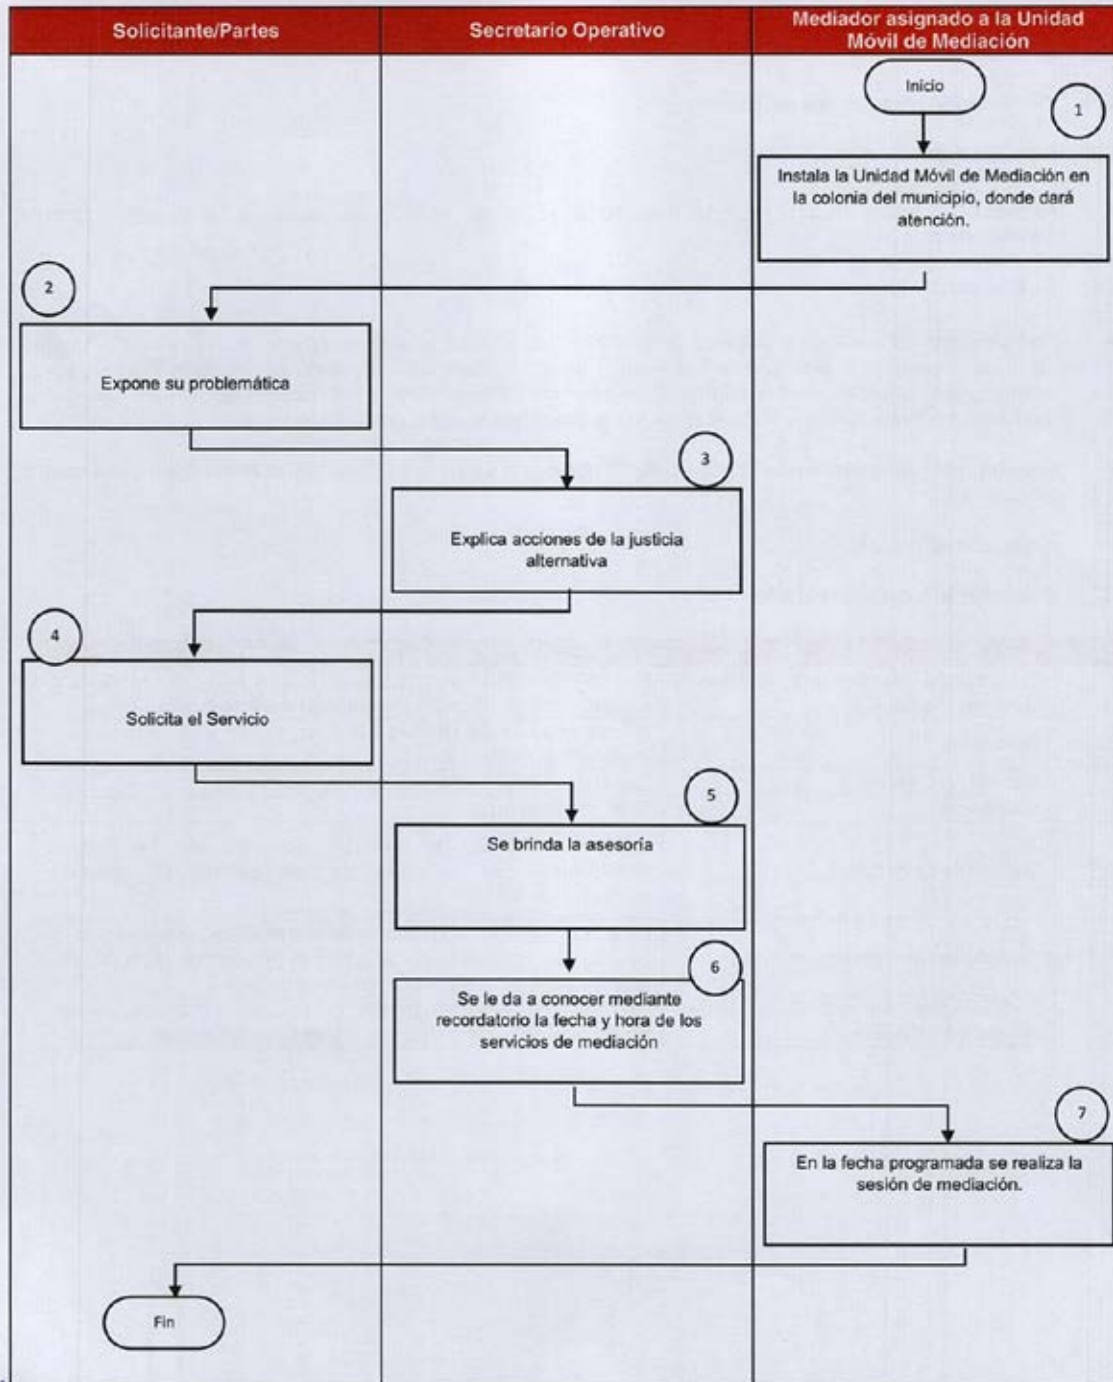 Solicitante/Partes
Secretario Operativo
Mediador asignado a la Unidad
Móvil de Mediación
Inicio
1
Instala la Unidad Móvil de Mediación en
la colonia del municipio, donde dará
atención.
2
Expone su problemática
3
Explica acciones de la justicia
alternativa
4
Solicita el Servicio
5
Se brinda la asesoría
6
Se le da a conocer mediante
recordatorio la fecha y hora de los
servicios de mediación
7
En la fecha programada se realiza la
sesión de mediación.
Fin